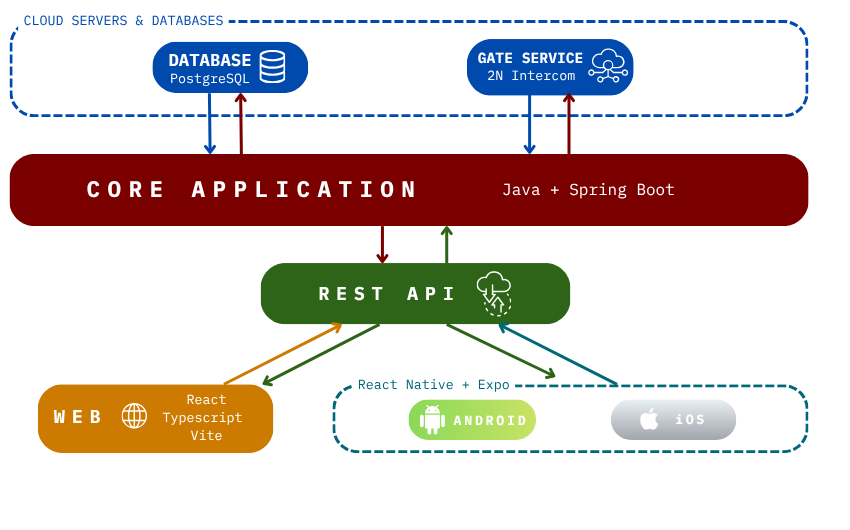 CLOUD SERVERS & DATABASES
DATABASE
PostgreSQL
GATE SERVICE
2N Intercom
CORE APPLICATION
Java + Spring Boot
REST API
React Native + Expo
WEB
React
Typescript
Vite
ANDROID
iOS